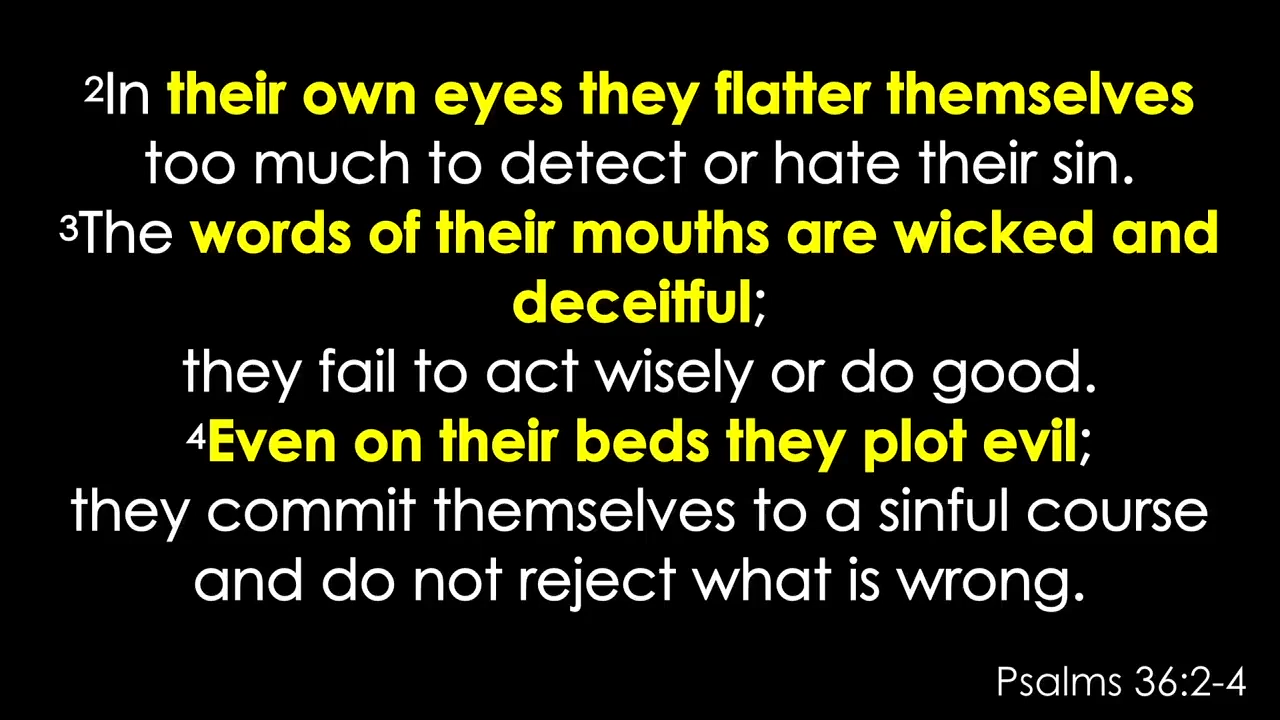 ²In their own eyes they flatter themselves
too much to detect or hate their sin.
³The words of their mouths are wicked and
deceitful;
they fail to act wisely or do good.
⁴Even on their beds they plot evil;
they commit themselves to a sinful course
and do not reject what is wrong.
Psalms 36:2-4